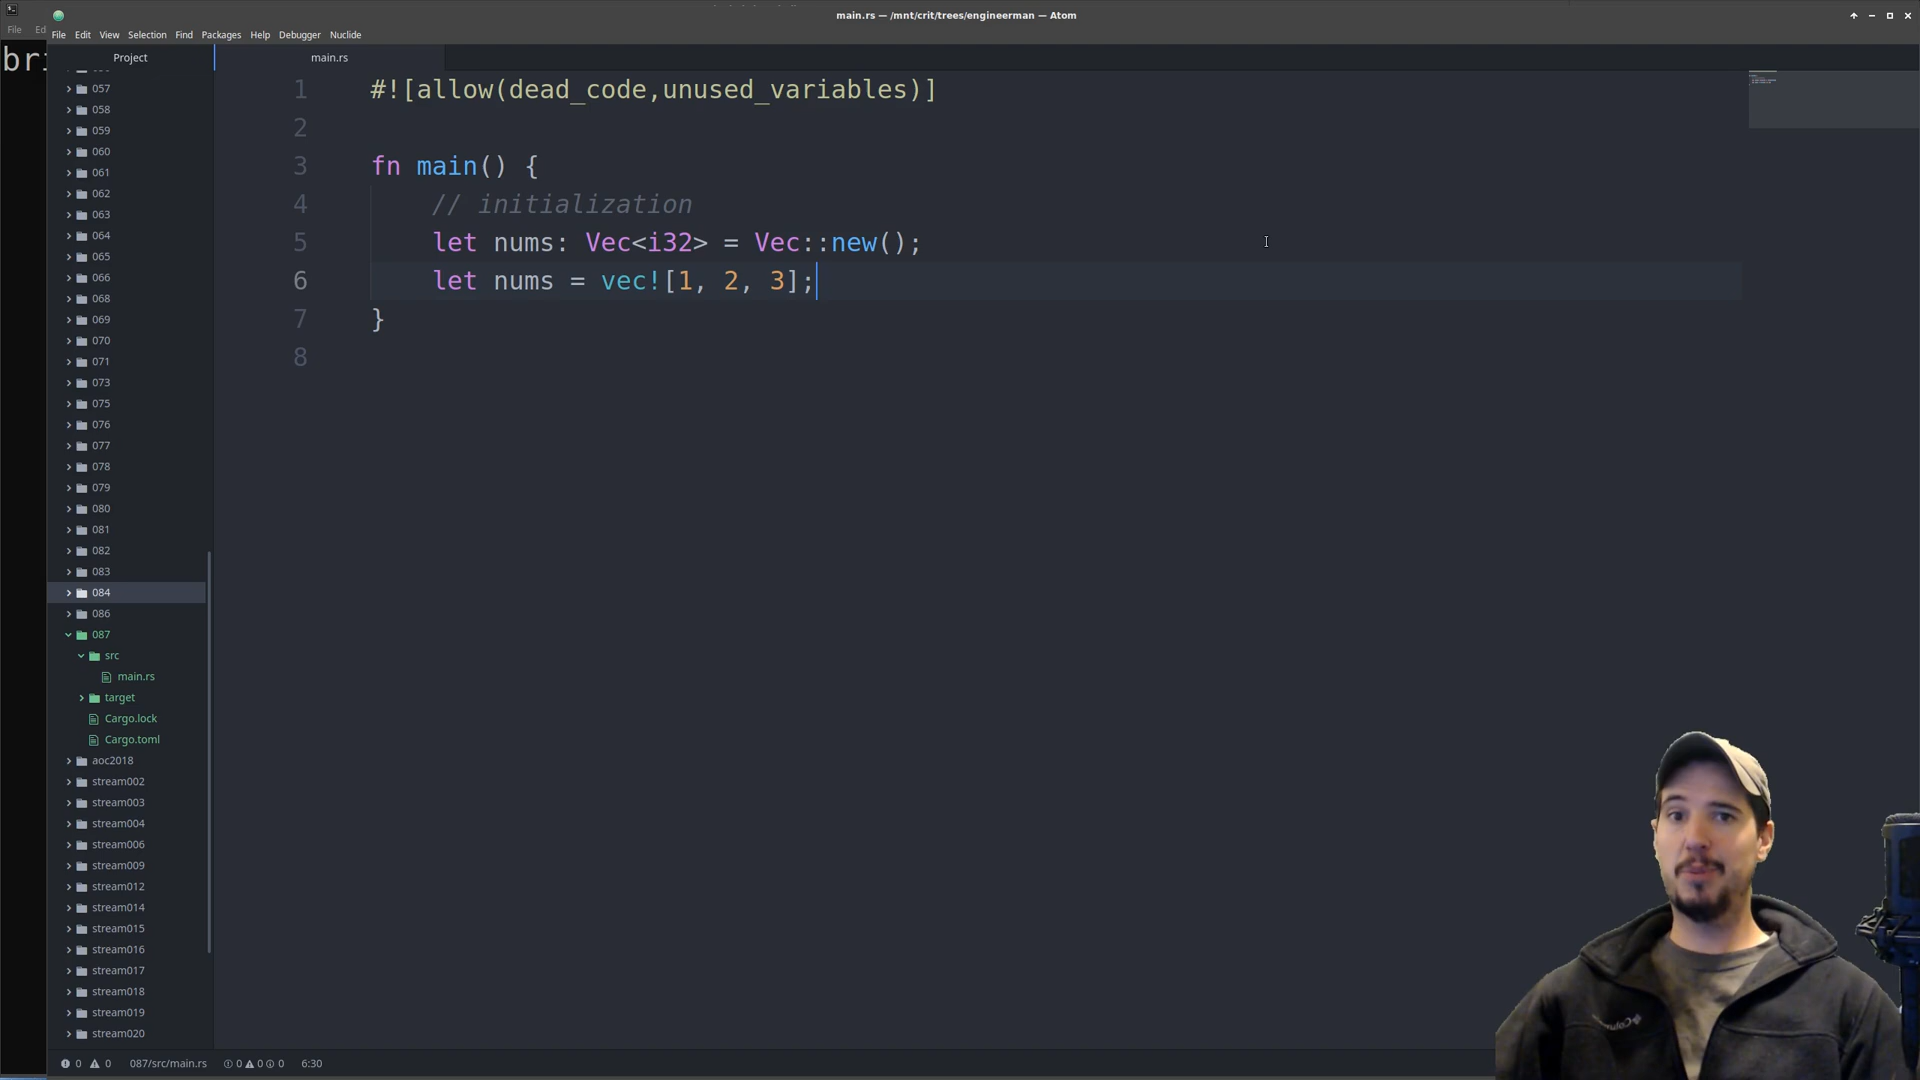 main.rs — /mnt/crit/trees/engineerman — Atom
File
File Edit View Selection Find Packages Help Debugger Nuclide
Project
main.rs
057
058
059
060
061
062
063
064
065
066
068
069
070
071
073
075
076
077
078
079
080
081
082
083
084
086
087
src
main.rs
target
Cargo.lock
Cargo.toml
aoc2018
stream002
stream003
stream004
stream006
stream009
stream012
stream014
stream015
stream016
stream017
stream018
stream019
stream020
1 #![allow(dead_code,unused_variables)]
2
3 fn main() {
4 // initialization
5 let nums: Vec<i32> = Vec::new();
6 let nums = vec![1, 2, 3];
7 }
8
0 0 087/src/main.rs 0 0 0 6:30
Columbia